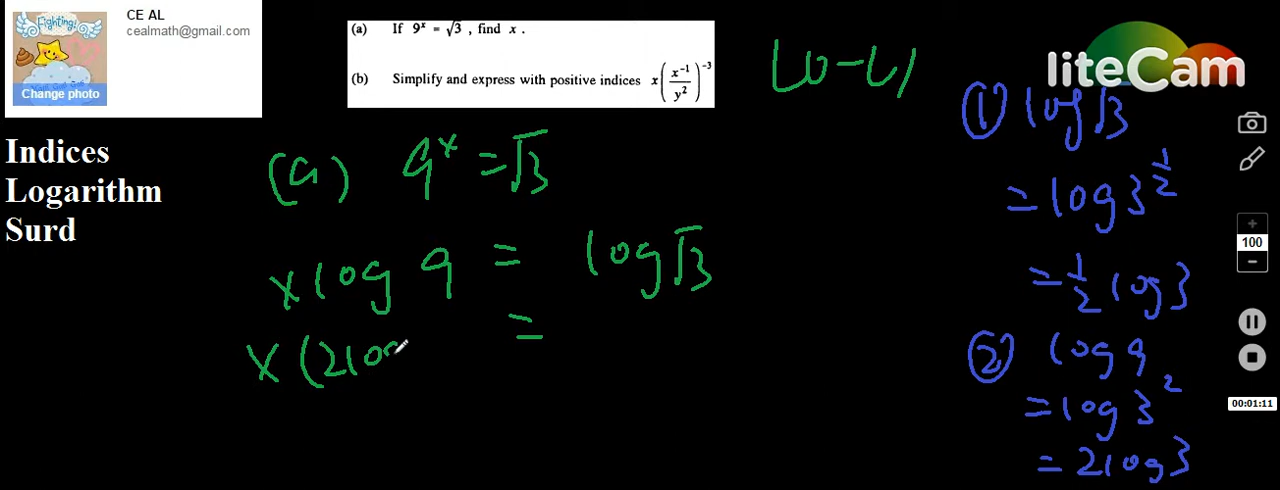 CE AL
cealmath@gmail.com
Fighting!
Change photo
Indices
Logarithm
Surd
(a) If 9ˣ = √3 , find x .
(b) Simplify and express with positive indices x(x⁻¹/y²)⁻³
liteCam
(a) 9ˣ = √3
x log 9 = log √3
x (2 log =
① log √3
= log 3^½
= ½ log 3
② log 9
= log 3²
= 2 log 3
100
00:01:11